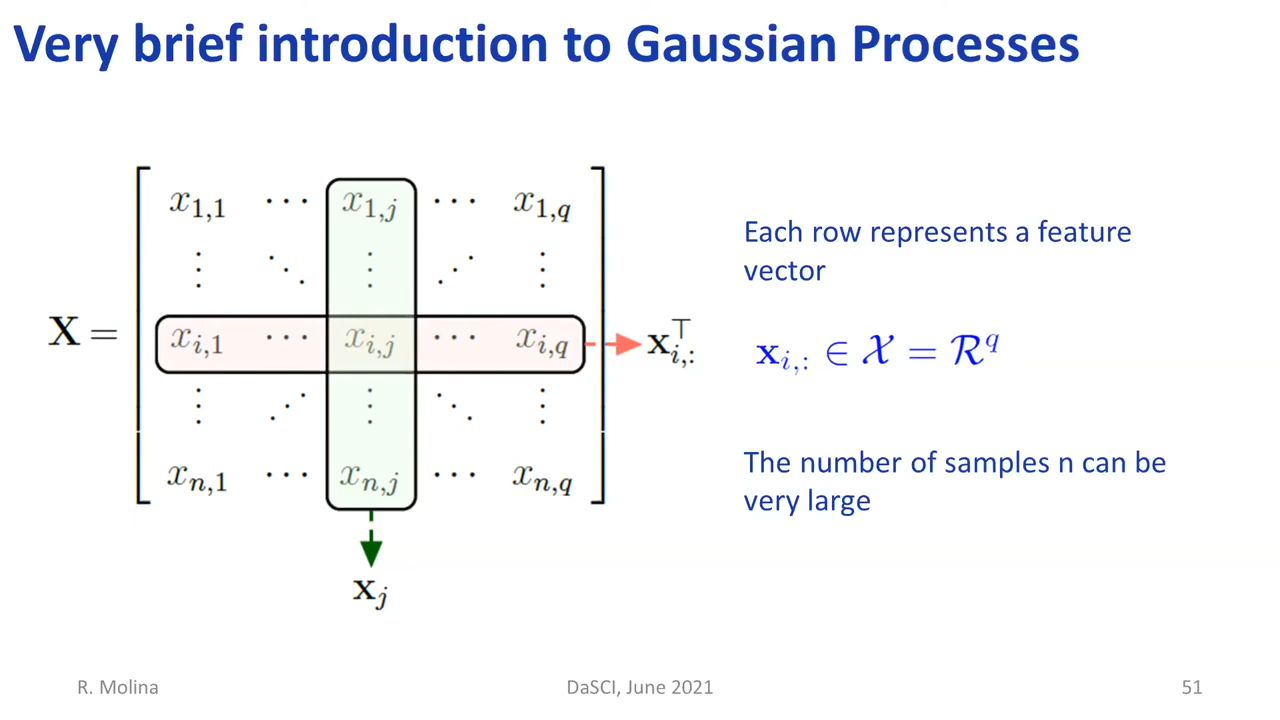 Very brief introduction to Gaussian Processes
x_{1,1} ⋯ x_{1,j} ⋯ x_{1,q}
⋮ ⋱ ⋮ ⋰ ⋮
X = x_{i,1} ⋯ x_{i,j} ⋯ x_{i,q} x_{i,:}^⊤
⋮ ⋰ ⋮ ⋱ ⋮
x_{n,1} ⋯ x_{n,j} ⋯ x_{n,q}
x_j
Each row represents a feature
vector
x_{i,:} ∈ 𝒳 = ℛ^q
The number of samples n can be
very large
R. Molina
DaSCI, June 2021
51